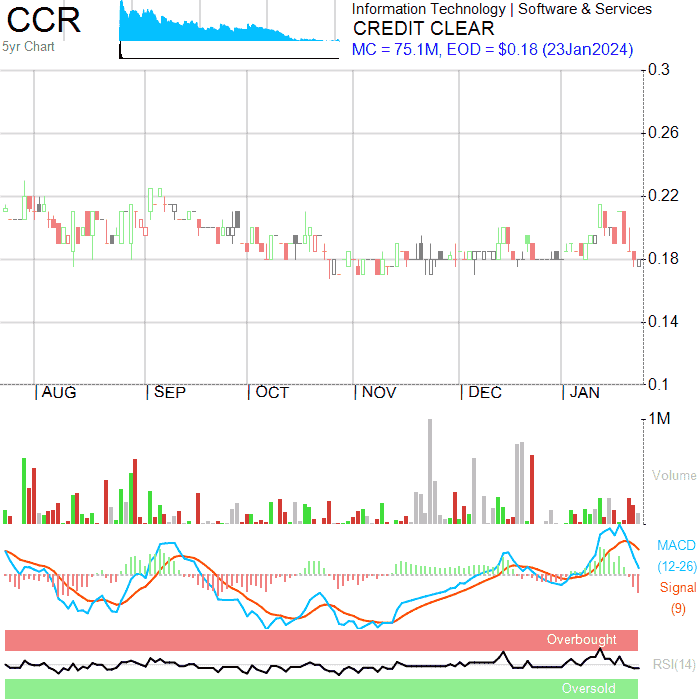 CCR
5yr Chart
Information Technology | Software & Services
CREDIT CLEAR
MC = 75.1M, EOD = $0.18 (23Jan2024)
0.3
0.26
0.22
0.18
0.14
0.1
AUG SEP OCT NOV DEC JAN
1M
Volume
MACD
(12-26)
Signal
(9)
Overbought
RSI(14)
Oversold